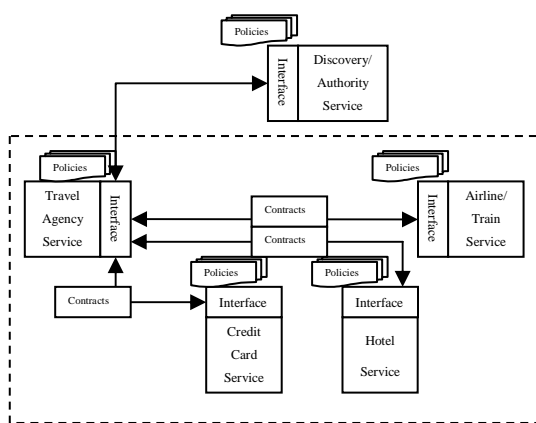 Policies
Discovery/
Authority
Service
Interface
Policies
Travel
Agency
Service
Interface
Policies
Interface
Airline/
Train
Service
Contracts
Contracts
Policies
Policies
Contracts
Interface
Credit
Card
Service
Interface
Hotel
Service